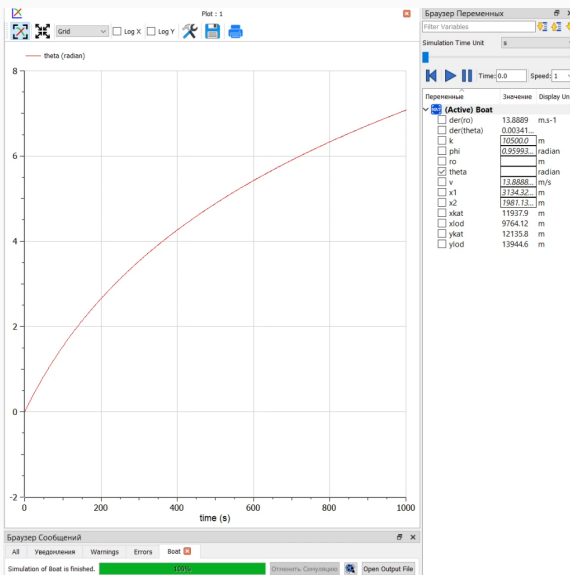 Plot : 1
Grid
Log X
Log Y
theta (radian)
8
6
4
2
0
-2
0
200
400
600
800
1000
time (s)
Браузер Переменных
Filter Variables
Simulation Time Unit
s
Time:
0.0
Speed:
1
Переменные
Значение
Display Un
(Active) Boat
der(ro) 13.8889 m.s-1
der(theta) 0.00341...
k 10500.0 m
phi 0.95993... radian
ro m
theta radian
v 13.8888... m/s
x1 3134.32... m
x2 1981.13... m
xkat 11937.9 m
xlod 9764.12 m
ykat 12135.8 m
ylod 13944.6 m
Браузер Сообщений
All
Уведомления
Warnings
Errors
Boat
Simulation of Boat is finished.
100%
Отменить Симуляцию
Open Output File